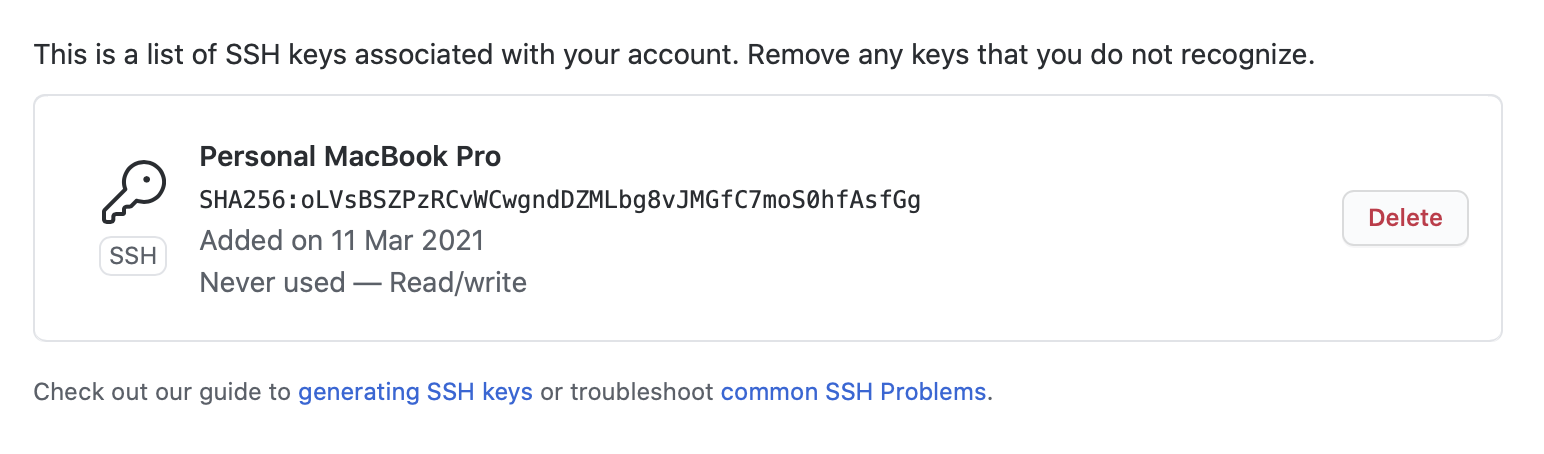 This is a list of SSH keys associated with your account. Remove any keys that you do not recognize.
Personal MacBook Pro
SHA256:oLVsBSZPzRCvWCwgndDZMLbg8vJMGfC7moS0hfAsfGg
SSH
Added on 11 Mar 2021
Never used — Read/write
Delete
Check out our guide to generating SSH keys or troubleshoot common SSH Problems.